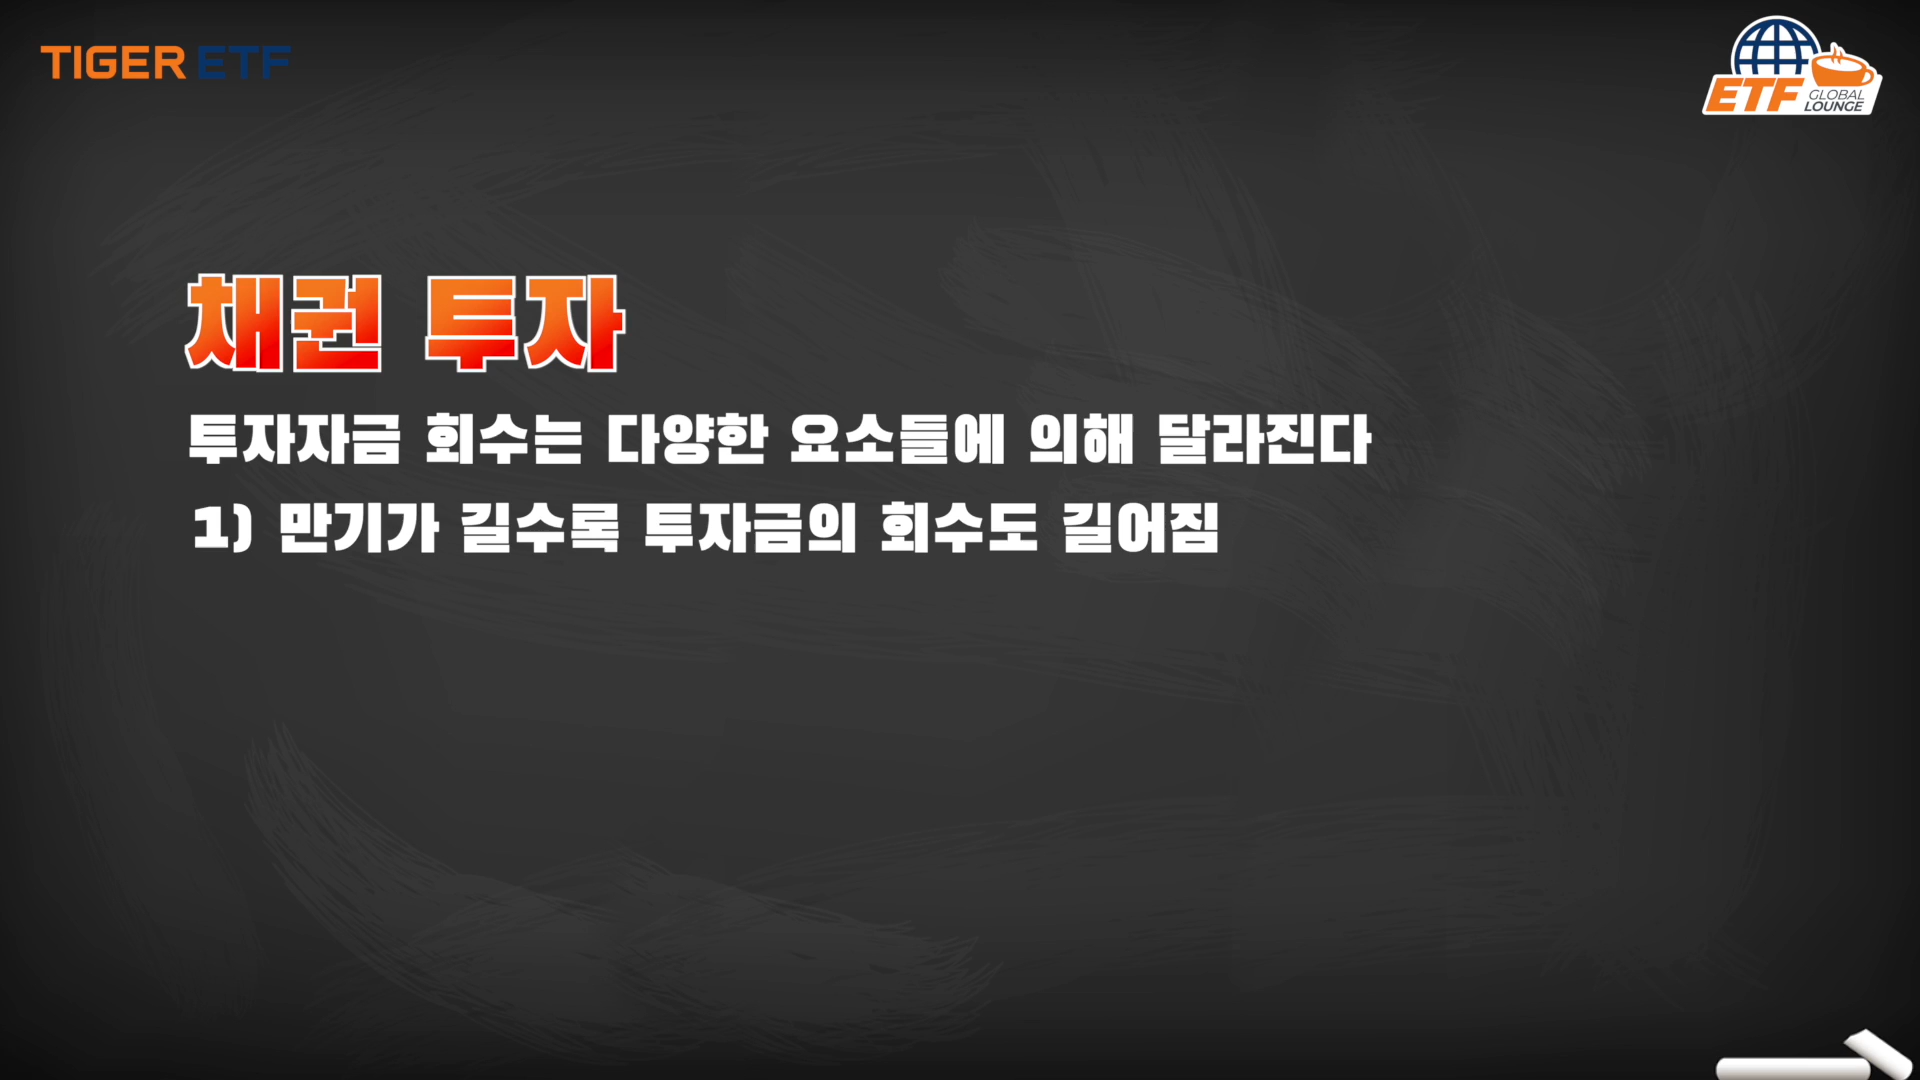 TIGER ETF
ETF GLOBAL LOUNGE
채권 투자
투자자금 회수는 다양한 요소들에 의해 달라진다
1) 만기가 길수록 투자금의 회수도 길어짐